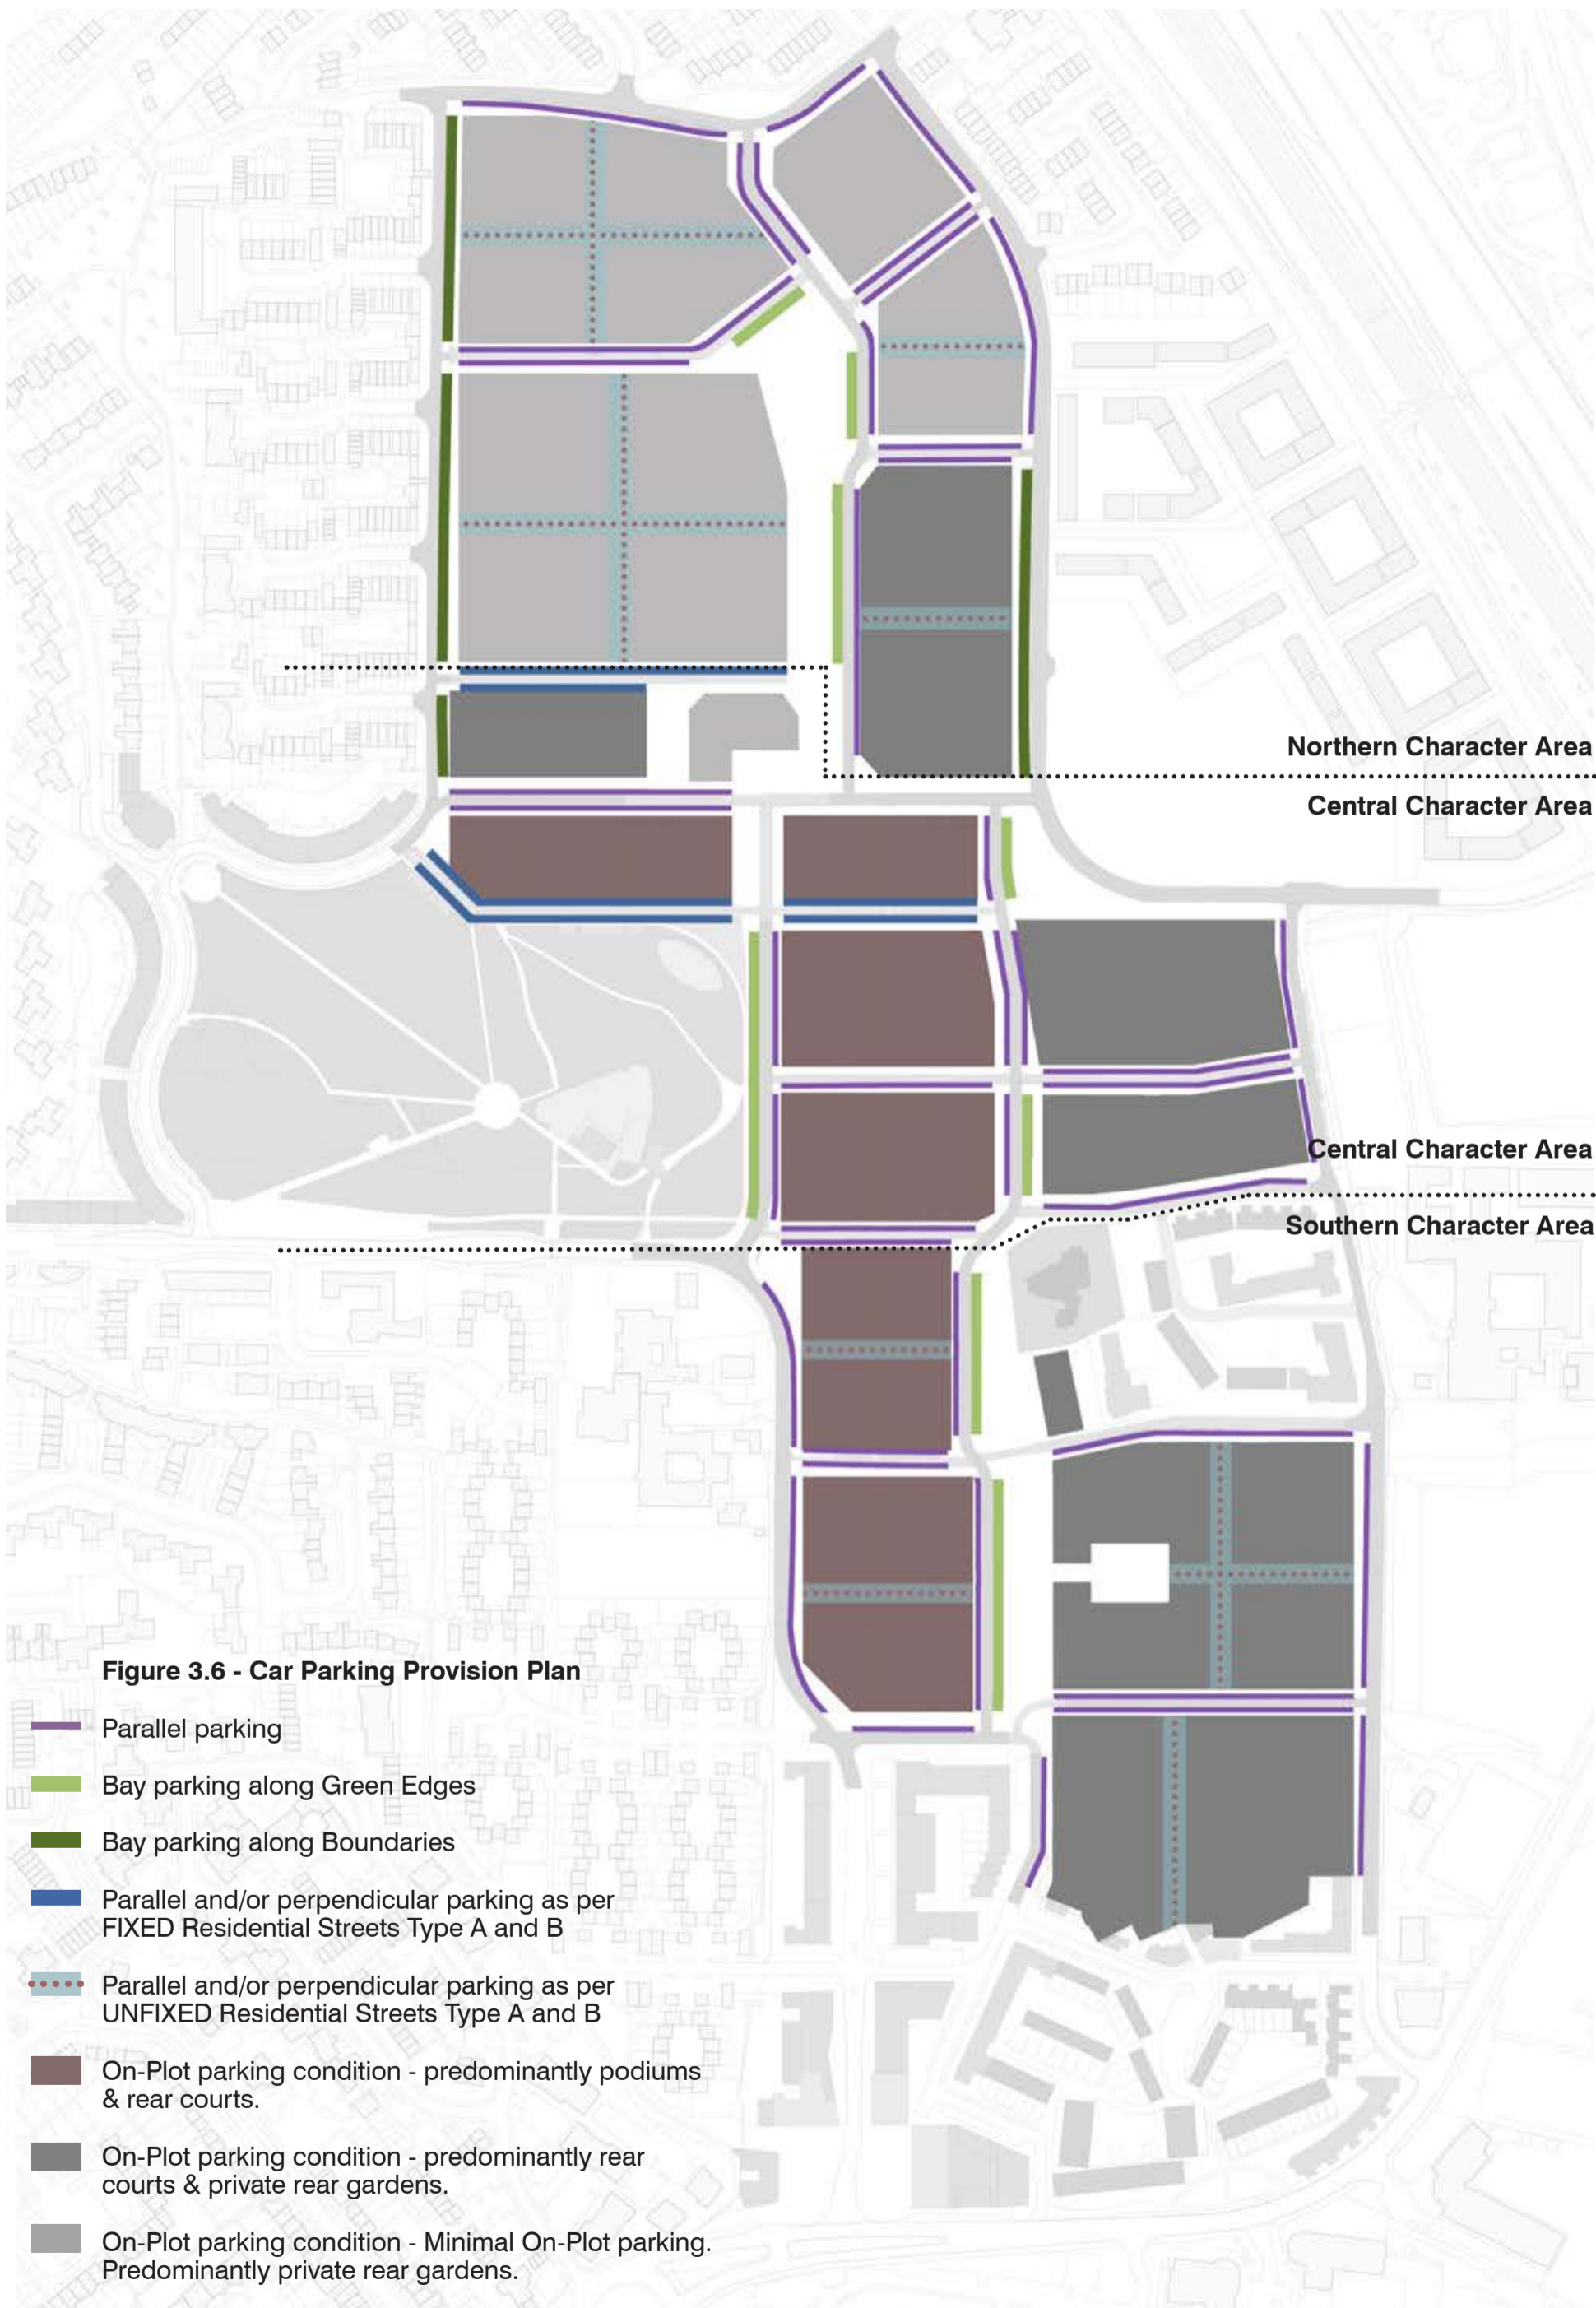 Northern Character Area
Central Character Area
Central Character Area
Southern Character Area
Figure 3.6 - Car Parking Provision Plan
Parallel parking
Bay parking along Green Edges
Bay parking along Boundaries
Parallel and/or perpendicular parking as per
FIXED Residential Streets Type A and B
Parallel and/or perpendicular parking as per
UNFIXED Residential Streets Type A and B
On-Plot parking condition - predominantly podiums
& rear courts.
On-Plot parking condition - predominantly rear
courts & private rear gardens.
On-Plot parking condition - Minimal On-Plot parking.
Predominantly private rear gardens.